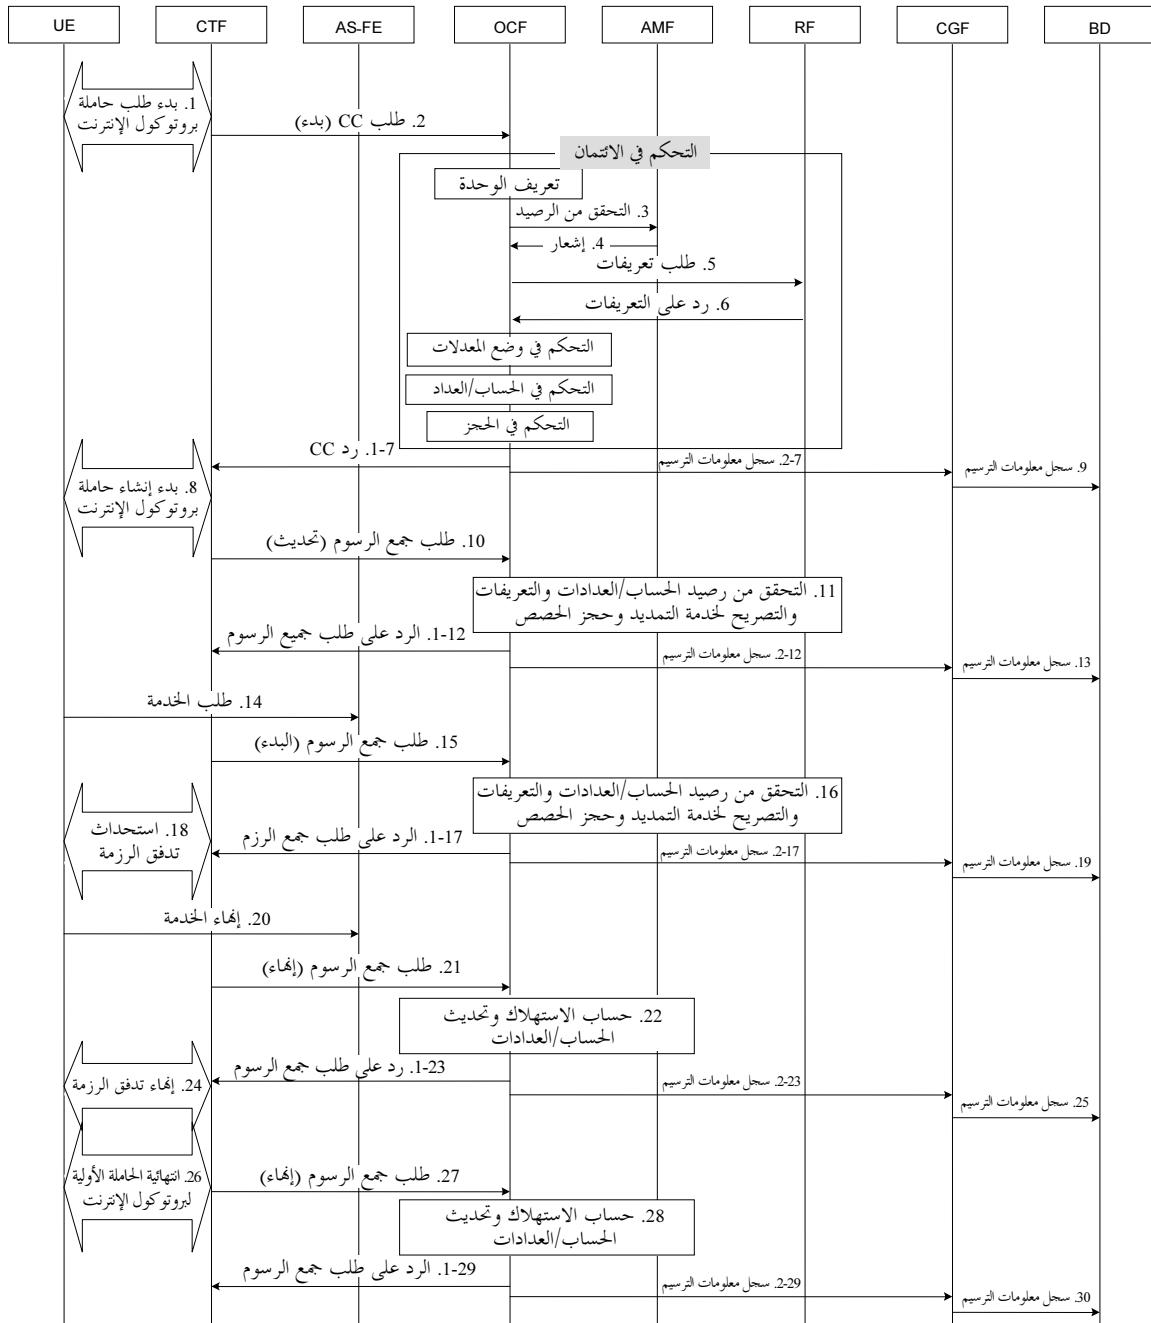 UE
CTF
AS-FE
OCF
AMF
RF
CGF
BD
1. بدء طلب حاملة
بروتوكول الإنترنت
2. طلب CC (بدء)
التحكم في الائتمان
تعريف الوحدة
3. التحقق من الرصيد
4. إشعار
5. طلب تعريفات
6. رد على التعريفات
التحكم في وضع المعدلات
التحكم في الحساب/العداد
التحكم في الحجز
1-7. رد CC
2-7. سجل معلومات الترسيم
9. سجل معلومات الترسيم
8. بدء إنشاء حاملة
بروتوكول الإنترنت
10. طلب جمع الرسوم (تحديث)
11. التحقق من رصيد الحساب/العدادات والتعريفات
والتصريح لخدمة التمديد وحجز الحصص
1-12. الرد على طلب جميع الرسوم
2-12. سجل معلومات الترسيم
13. سجل معلومات الترسيم
14. طلب الخدمة
15. طلب جمع الرسوم (البدء)
16. التحقق من رصيد الحساب/العدادات والتعريفات
والتصريح لخدمة التمديد وحجز الحصص
18. استحداث
تدفق الرزمة
1-17. الرد على طلب جمع الرزم
2-17. سجل معلومات الترسيم
19. سجل معلومات الترسيم
20. إنهاء الخدمة
21. طلب جمع الرسوم (إنهاء)
22. حساب الاستهلاك وتحديث
الحساب/العدادات
1-23. رد على طلب جمع الرسوم
2-23. سجل معلومات الترسيم
24. إنهاء تدفق الرزمة
25. سجل معلومات الترسيم
26. انتهائية الحاملة الأولية
لبروتوكول الإنترنت
27. طلب جمع الرسوم (إنهاء)
28. حساب الاستهلاك وتحديث
الحساب/العدادات
1-29. الرد على طلب جمع الرسوم
2-29. سجل معلومات الترسيم
30. سجل معلومات الترسيم